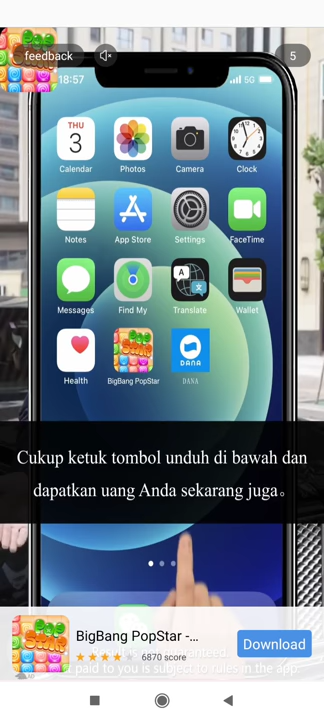 feedback
5
18:57
5G
THU
3
Calendar
Photos
Camera
Clock
Notes
App Store
Settings
FaceTime
Messages
Find My
Translate
Wallet
DANA
Health
BigBang PopStar
DANA
Cukup ketuk tombol unduh di bawah dan
dapatkan uang Anda sekarang juga。
BigBang PopStar -...
6870 score
Download
paid to you is subject to rules in the app.
AD